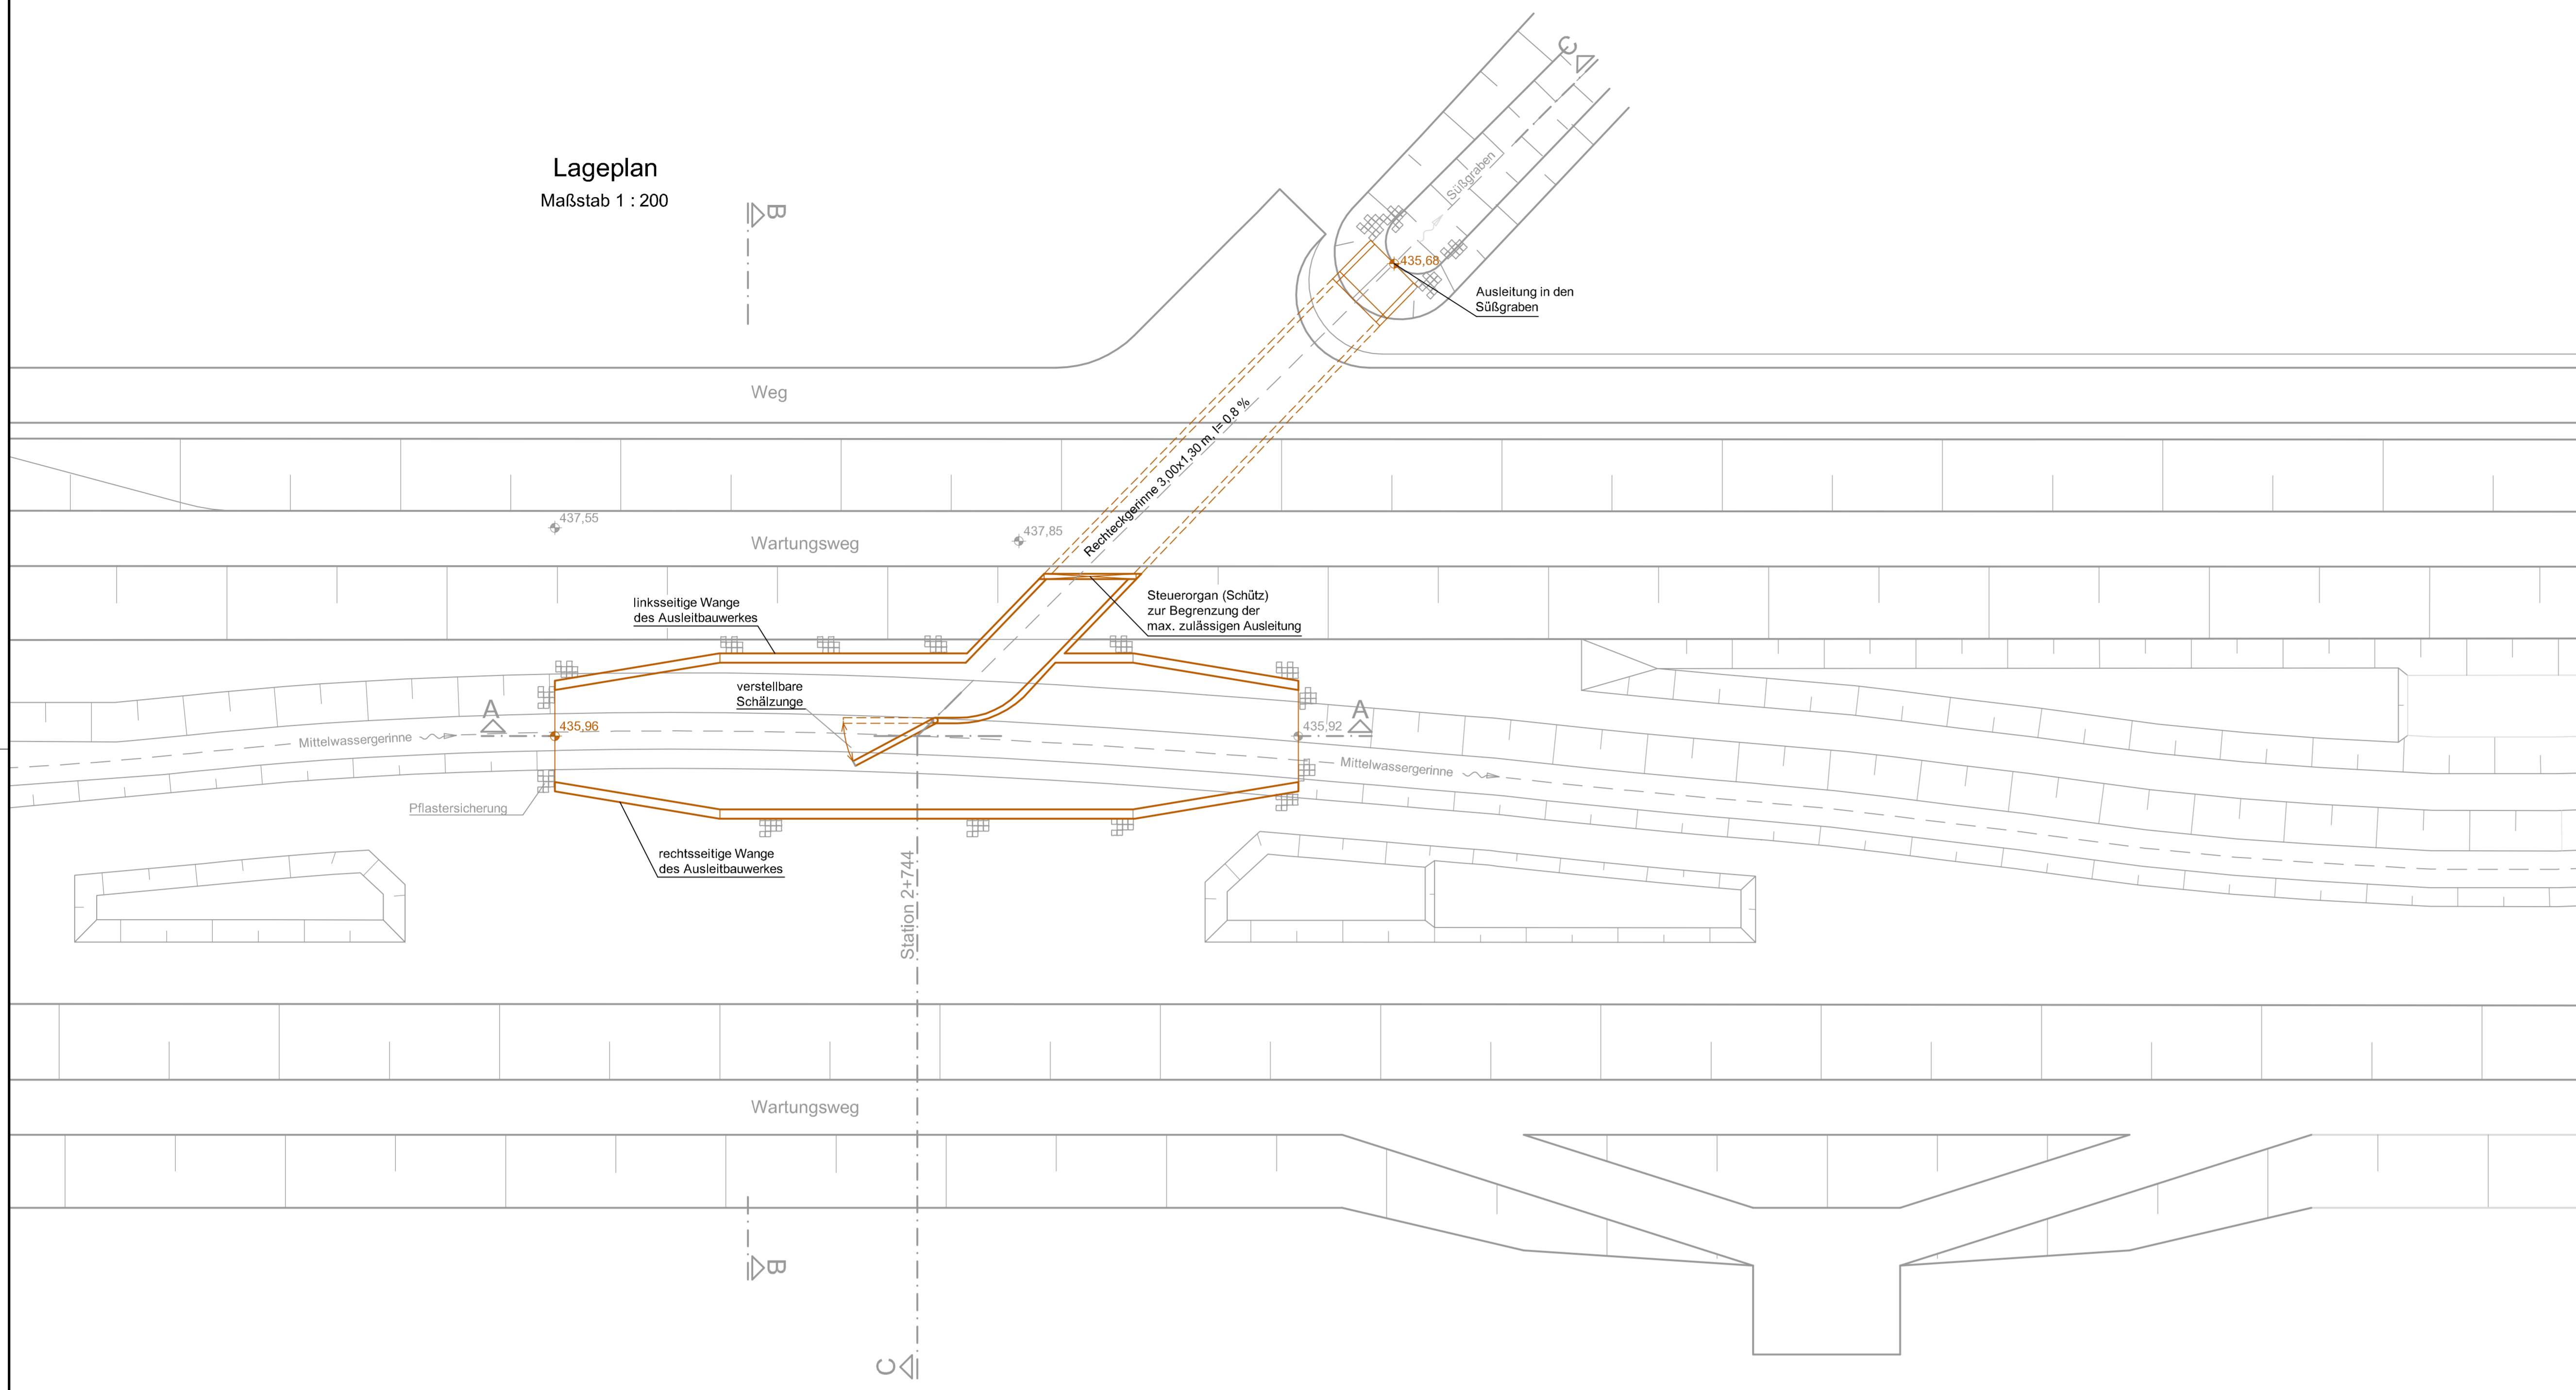 C
Lageplan
Maßstab 1 : 200
B
Süßgraben
435,68
Ausleitung in den
Süßgraben
Weg
Rechteckgerinne 3,00x1,30 m, I= 0,8 %
437,55
437,85
Wartungsweg
linksseitige Wange
des Ausleitbauwerkes
Steuerorgan (Schütz)
zur Begrenzung der
max. zulässigen Ausleitung
verstellbare
Schälzunge
A
A
435,96
435,92
Mittelwassergerinne
Mittelwassergerinne
Pflastersicherung
rechtsseitige Wange
des Ausleitbauwerkes
Station 2+744
Wartungsweg
B
C